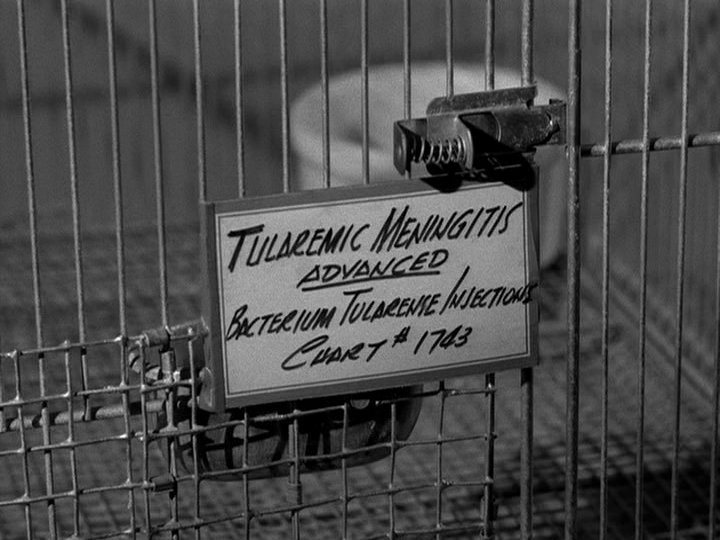 TULAREMIC MENINGITIS
ADVANCED
BACTERIUM TULARENSE INJECTIONS
CHART # 1743